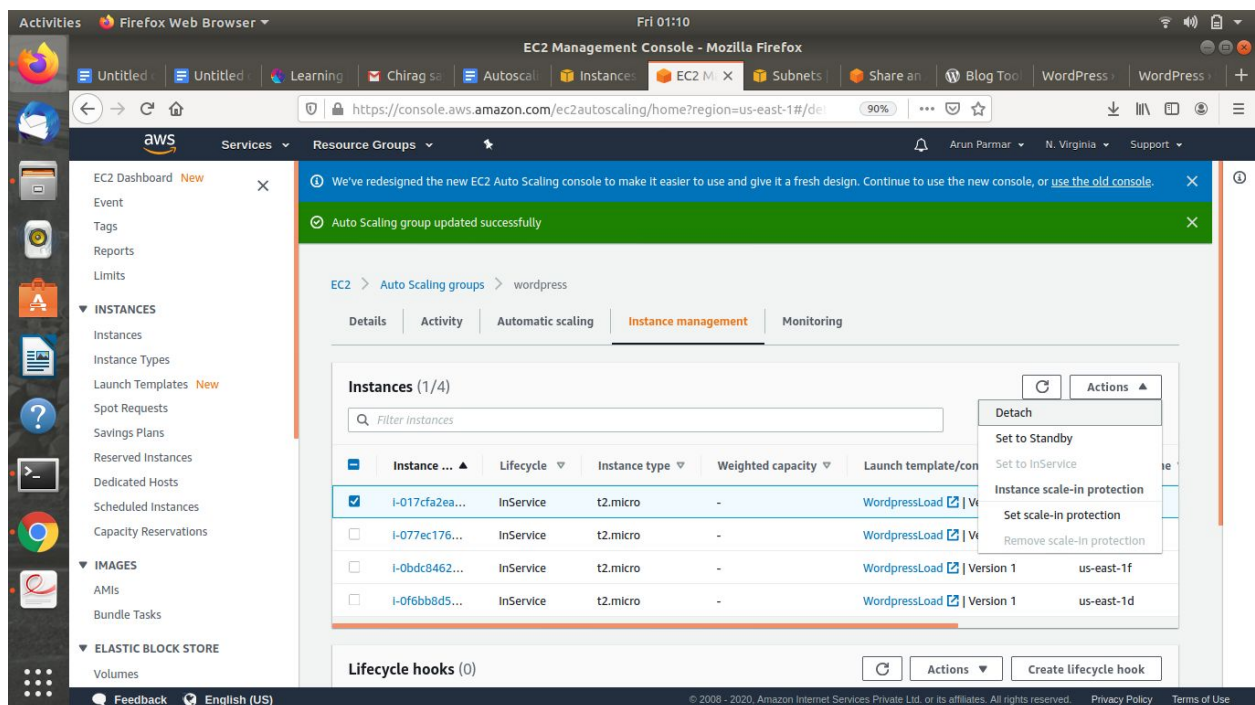 Activities Firefox Web Browser Fri 01:10
EC2 Management Console - Mozilla Firefox
Untitled Untitled Learning Chirag sa Autoscali Instances EC2 M Subnets Share an Blog Tool WordPress WordPress
https://console.aws.amazon.com/ec2autoscaling/home?region=us-east-1#/de 90%
aws Services Resource Groups Arun Parmar N. Virginia Support
EC2 Dashboard New
Event
Tags
Reports
Limits
INSTANCES
Instances
Instance Types
Launch Templates New
Spot Requests
Savings Plans
Reserved Instances
Dedicated Hosts
Scheduled Instances
Capacity Reservations
IMAGES
AMIs
Bundle Tasks
ELASTIC BLOCK STORE
Volumes
We've redesigned the new EC2 Auto Scaling console to make it easier to use and give it a fresh design. Continue to use the new console, or use the old console.
Auto Scaling group updated successfully
EC2 > Auto Scaling groups > wordpress
Details Activity Automatic scaling Instance management Monitoring
Instances (1/4) Actions
Filter instances
Detach
Set to Standby
Set to InService
Instance scale-in protection
Set scale-in protection
Remove scale-in protection
Instance ... Lifecycle Instance type Weighted capacity Launch template/con
i-017cfa2ea... InService t2.micro - WordpressLoad | Ve
i-077ec176... InService t2.micro - WordpressLoad | Ve
i-0bdc8462... InService t2.micro - WordpressLoad | Version 1 us-east-1f
i-0f6bb8d5... InService t2.micro - WordpressLoad | Version 1 us-east-1d
Lifecycle hooks (0) Actions Create lifecycle hook
Feedback English (US) © 2008 - 2020, Amazon Internet Services Private Ltd. or its affiliates. All rights reserved. Privacy Policy Terms of Use